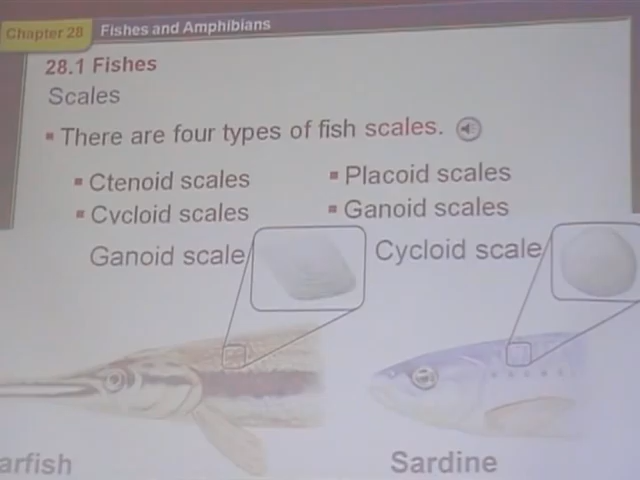 Chapter 28 Fishes and Amphibians
28.1 Fishes
Scales
▪ There are four types of fish scales.
▪ Ctenoid scales ▪ Placoid scales
▪ Cycloid scales ▪ Ganoid scales
Ganoid scale Cycloid scale
arfish Sardine